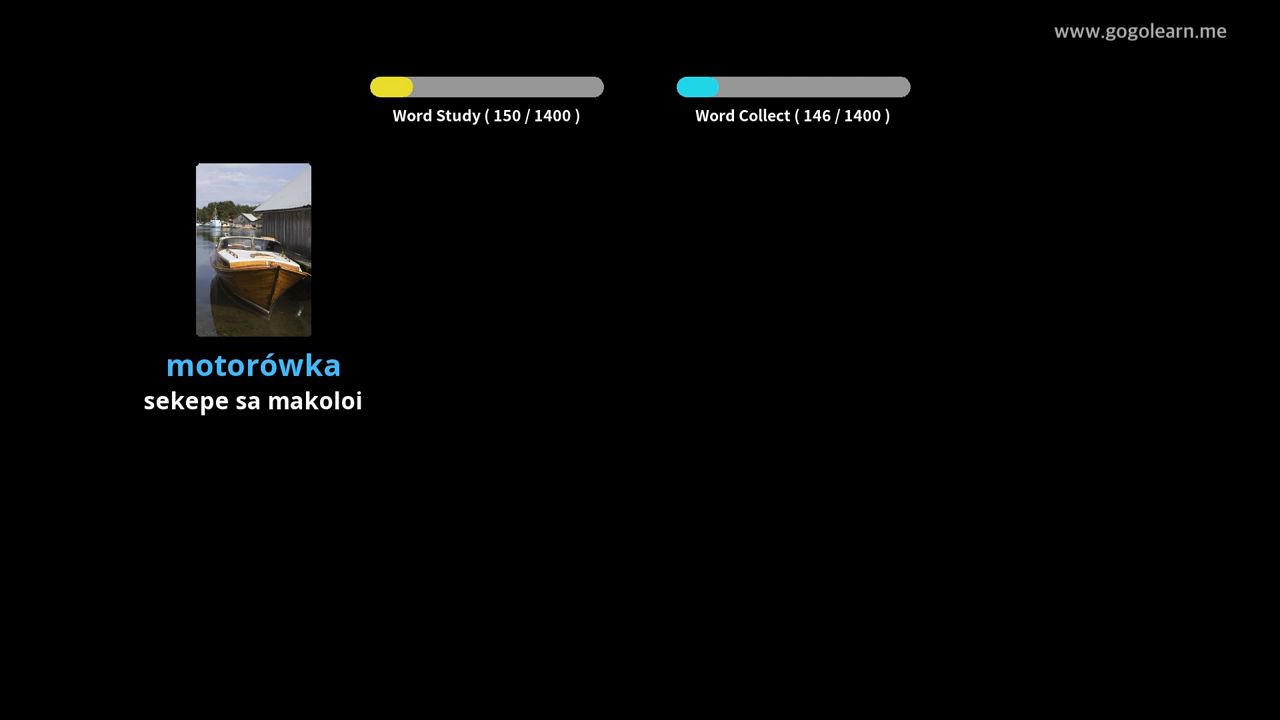 www.gogolearn.me
Word Study ( 150 / 1400 )
Word Collect ( 146 / 1400 )
motorówka
sekepe sa makoloi